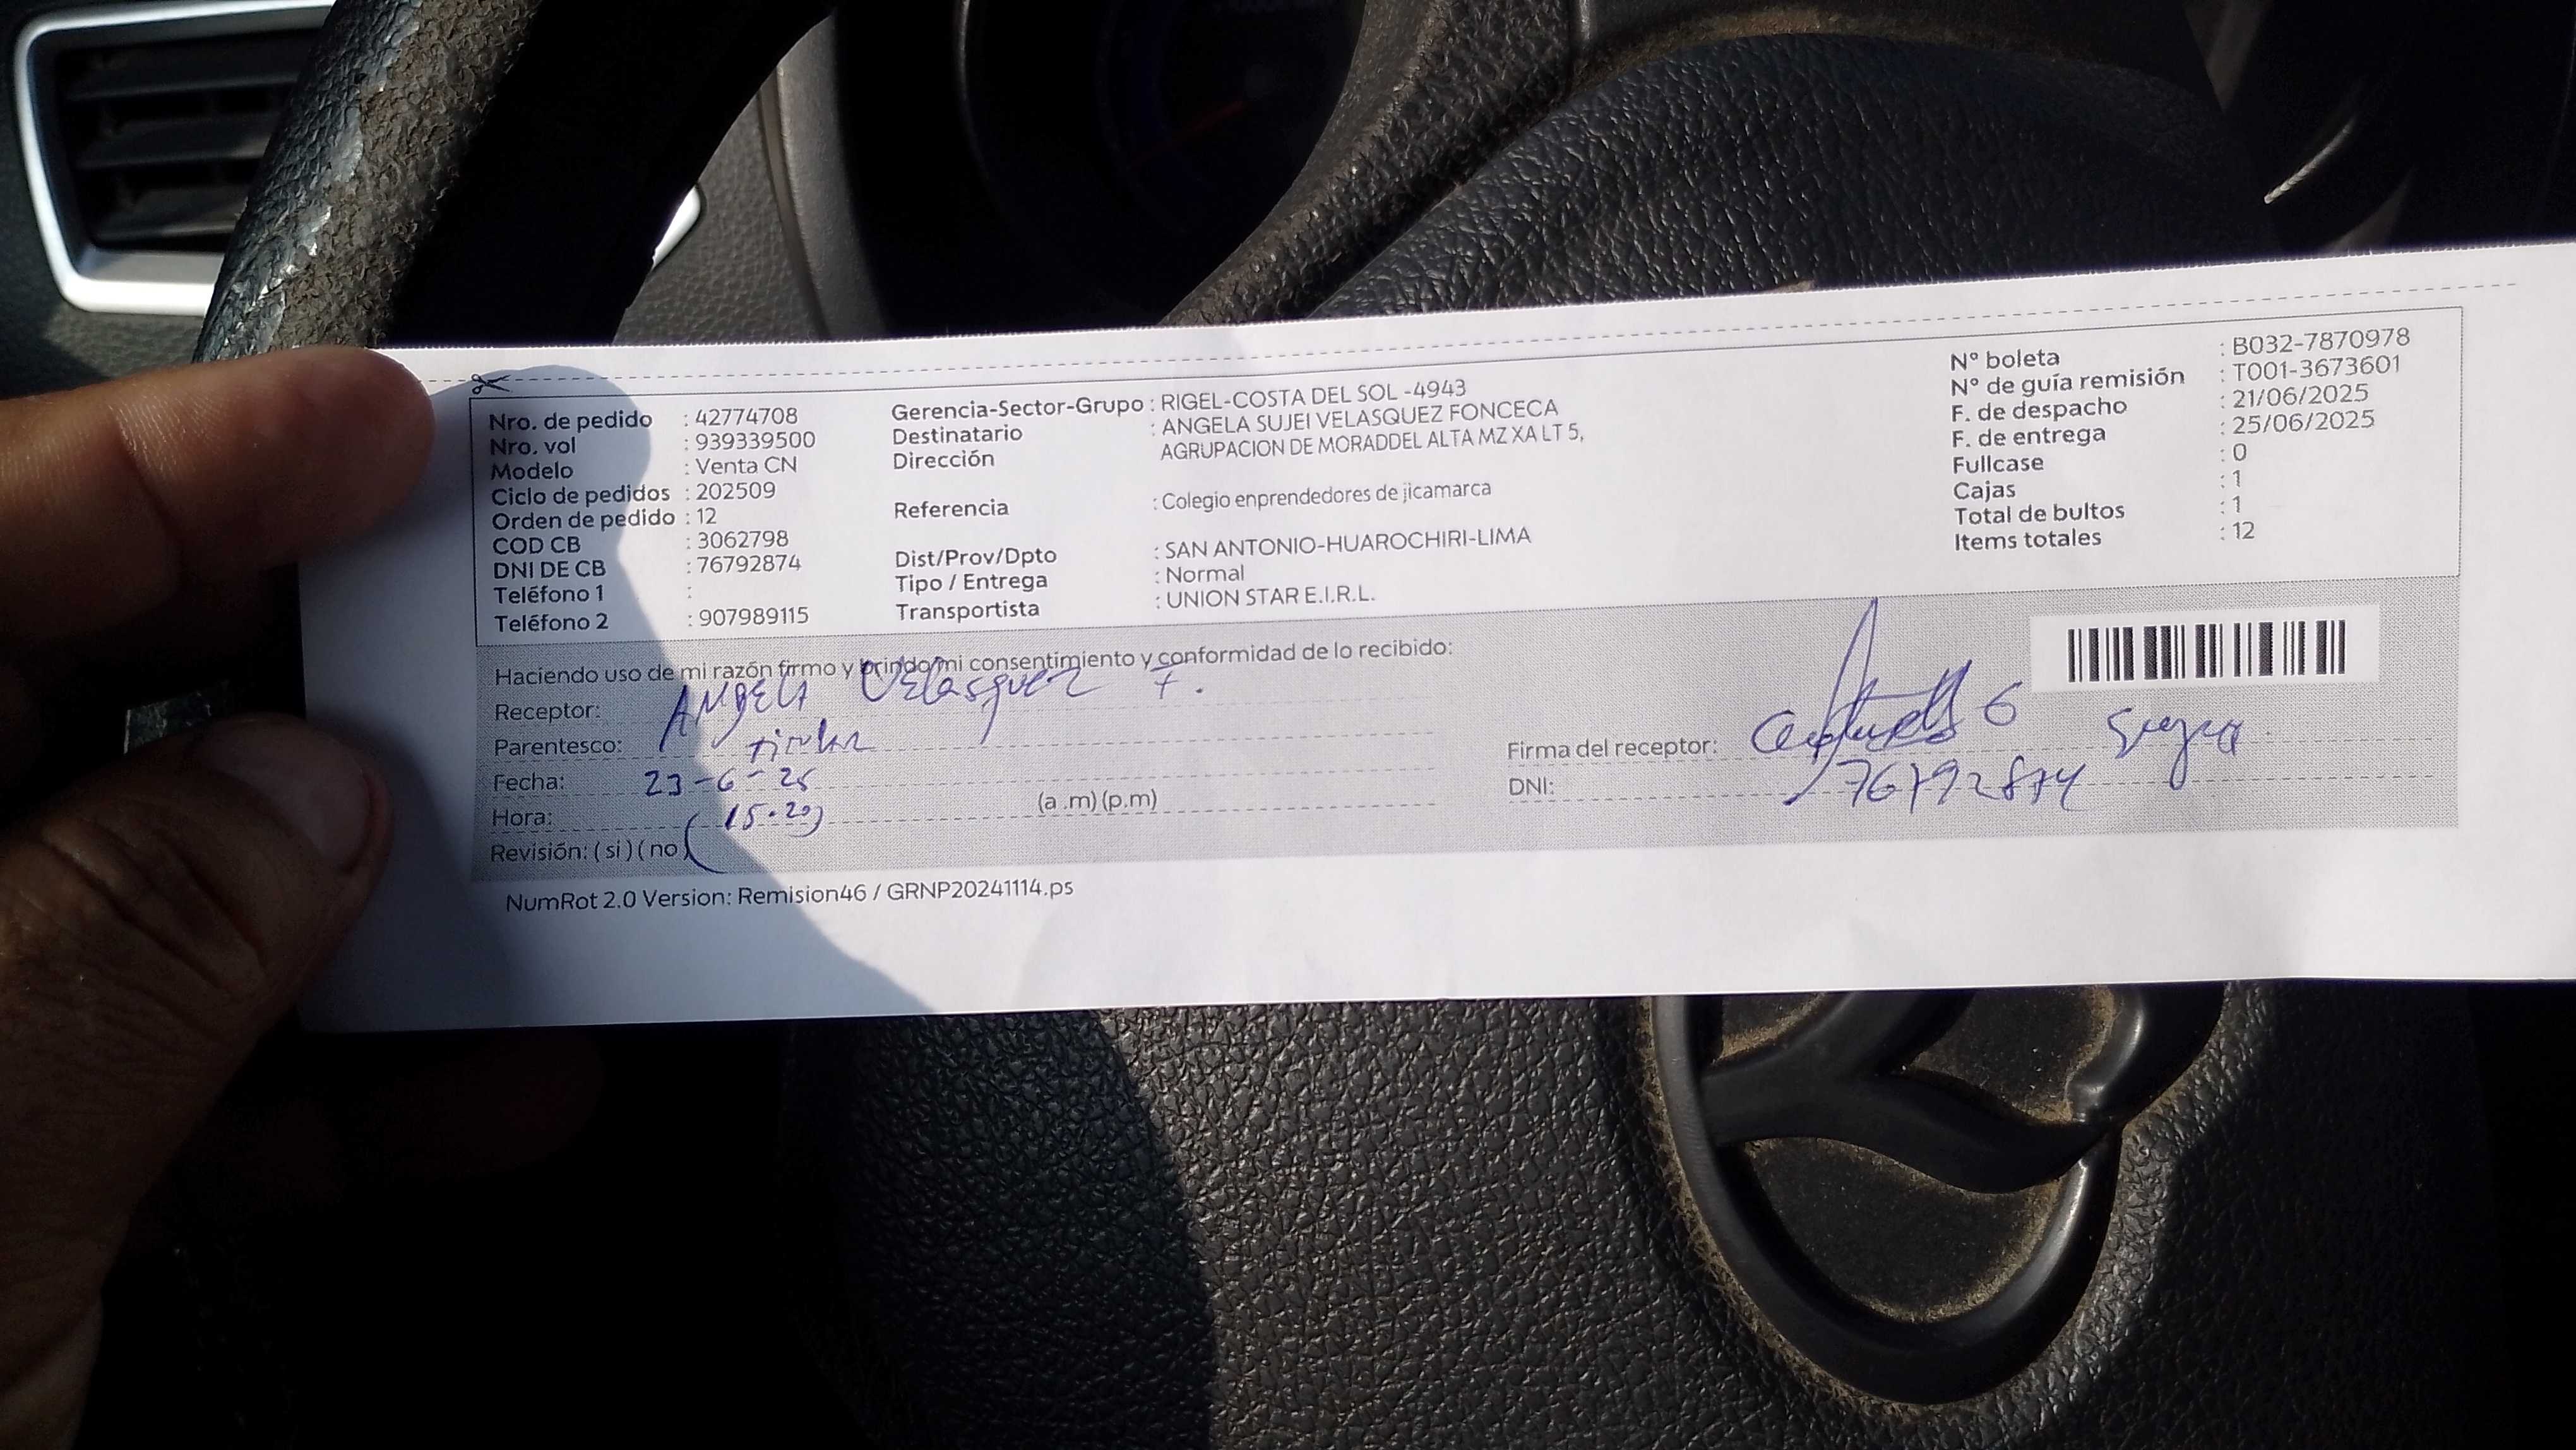 Nro. de pedido : 42774708
Nro. vol : 939339500
Modelo : Venta CN
Ciclo de pedidos : 202509
Orden de pedido : 12
COD CB : 3062798
DNI DE CB : 76792874
Teléfono 1 :
Teléfono 2 : 907989115
Gerencia-Sector-Grupo : RIGEL-COSTA DEL SOL -4943
Destinatario : ANGELA SUJEI VELASQUEZ FONCECA
Dirección AGRUPACION DE MORADDEL ALTA MZ XA LT 5,
Referencia : Colegio enprendedores de jicamarca
Dist/Prov/Dpto : SAN ANTONIO-HUAROCHIRI-LIMA
Tipo / Entrega : Normal
Transportista : UNION STAR E.I.R.L.
N° boleta : B032-7870978
N° de guía remisión : T001-3673601
F. de despacho : 21/06/2025
F. de entrega : 25/06/2025
Fullcase : 0
Cajas : 1
Total de bultos : 1
Items totales : 12
Haciendo uso de mi razón firmo y brindo mi consentimiento y conformidad de lo recibido:
Receptor: Angela Velasquez F.
Parentesco: titular
Fecha: 23-6-25
Hora: 15.20 (a .m) (p.m)
Revisión: ( si ) ( no )
Firma del receptor:
DNI: 76792874
NumRot 2.0 Version: Remision46 / GRNP20241114.ps